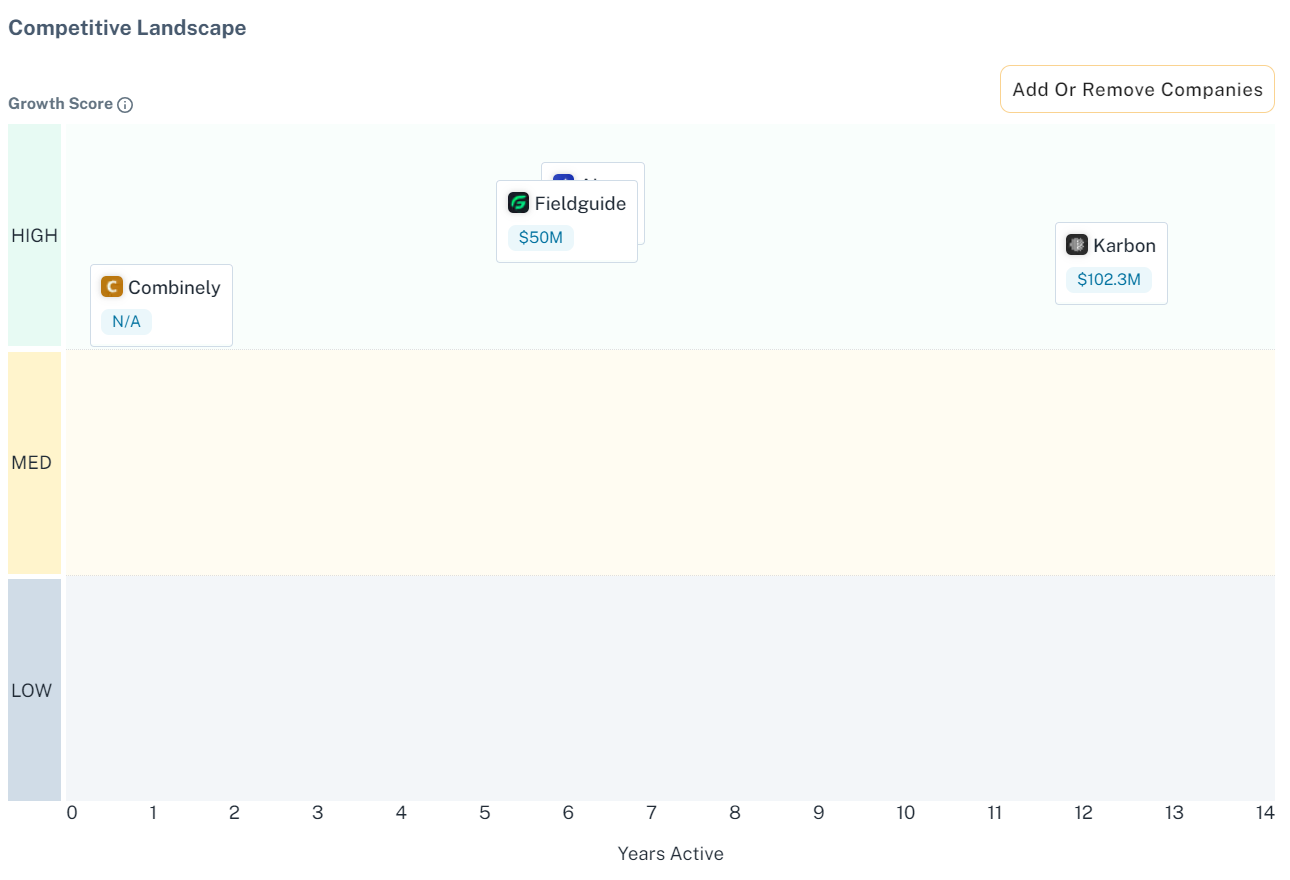 Competitive Landscape
Add Or Remove Companies
Growth Score
HIGH
Fieldguide
$50M
Karbon
$102.3M
C Combinely
N/A
MED
LOW
0 1 2 3 4 5 6 7 8 9 10 11 12 13 14
Years Active